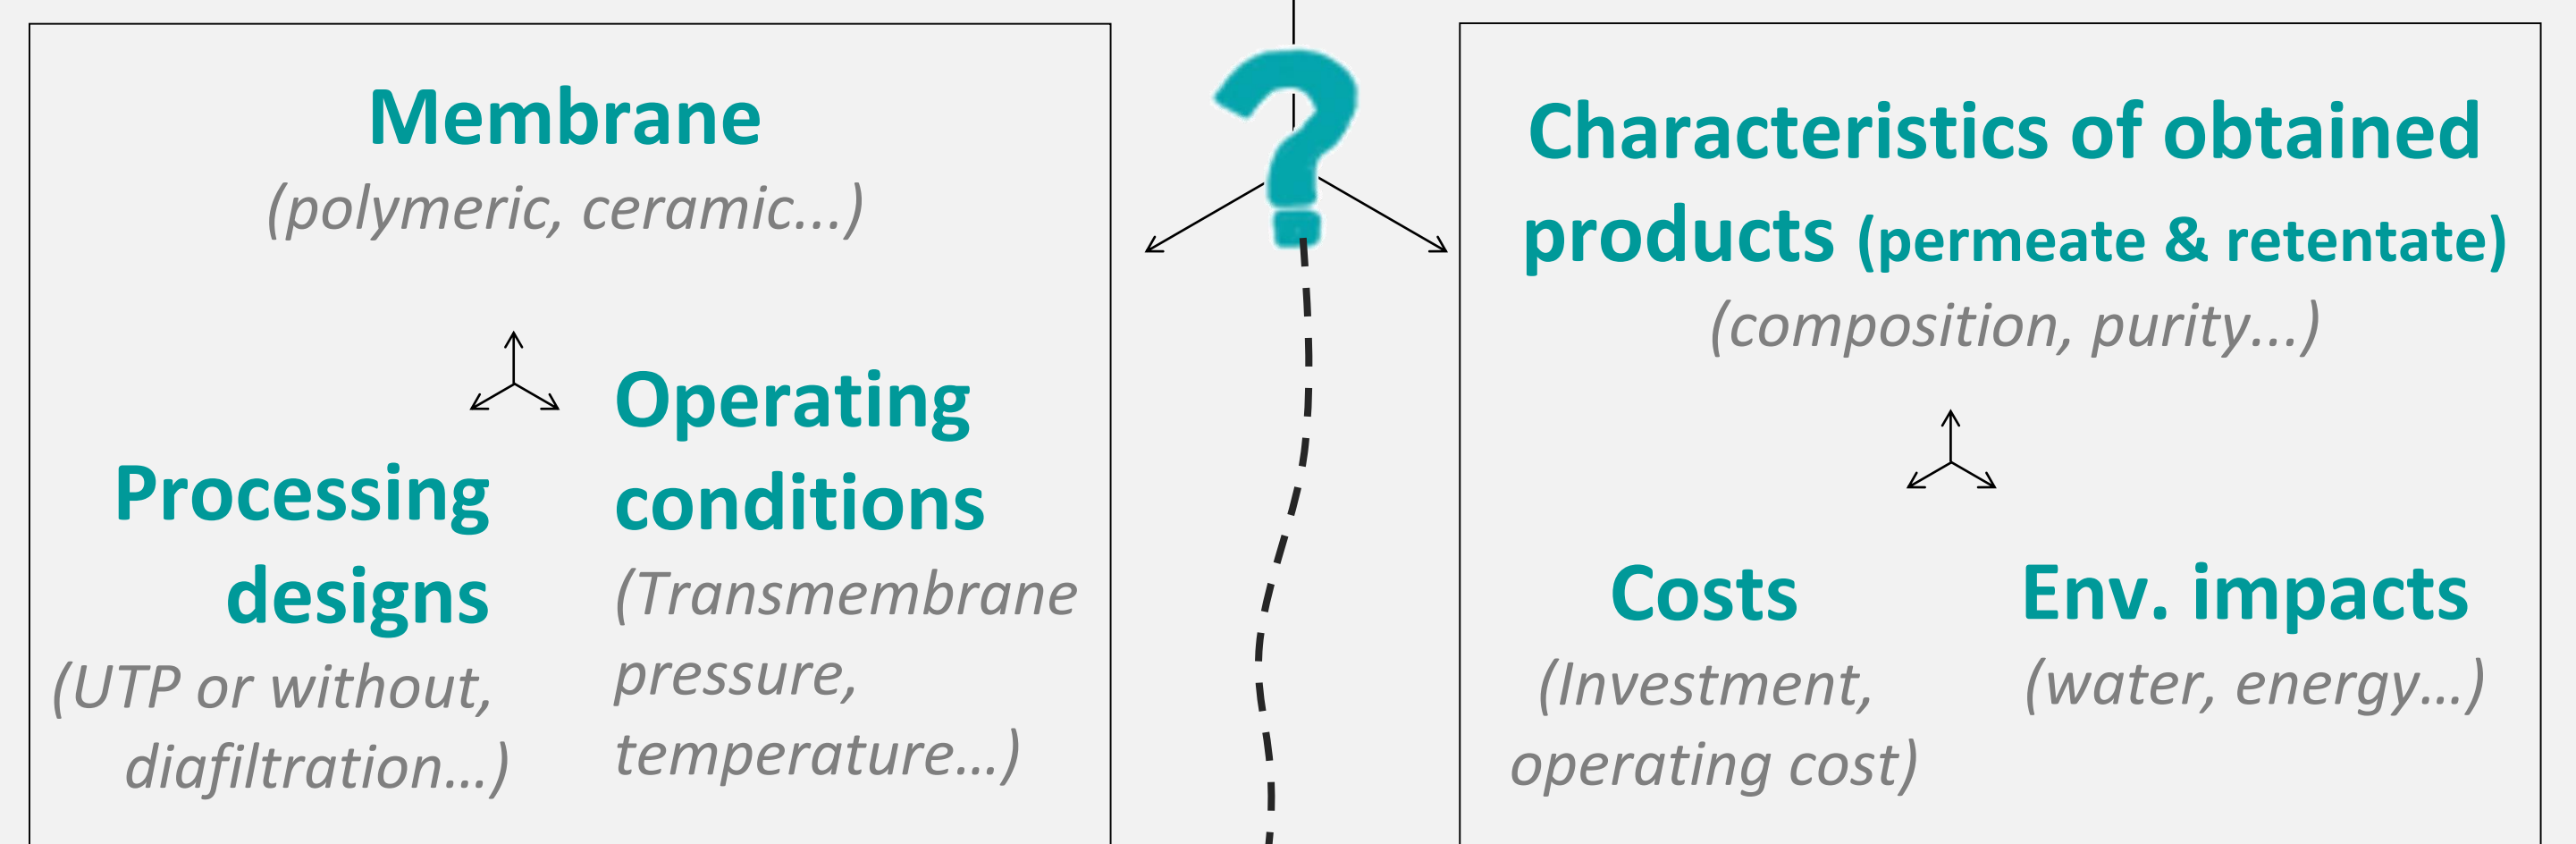 Membrane
(polymeric, ceramic...)
Processing
designs
(UTP or without,
diafiltration...)
Operating
conditions
(Transmembrane
pressure,
temperature...)
?
Characteristics of obtained
products (permeate & retentate)
(composition, purity...)
Costs
(Investment,
operating cost)
Env. impacts
(water, energy...)